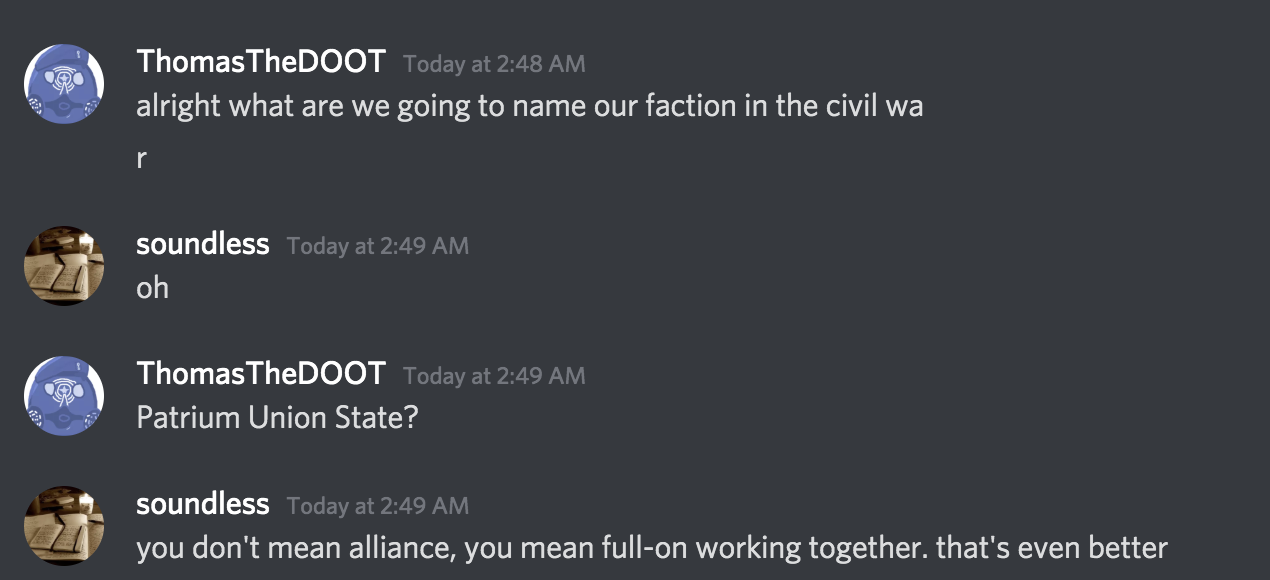 ThomasTheDOOT Today at 2:48 AM
alright what are we going to name our faction in the civil wa
r
soundless Today at 2:49 AM
oh
ThomasTheDOOT Today at 2:49 AM
Patrium Union State?
soundless Today at 2:49 AM
you don't mean alliance, you mean full-on working together. that's even better